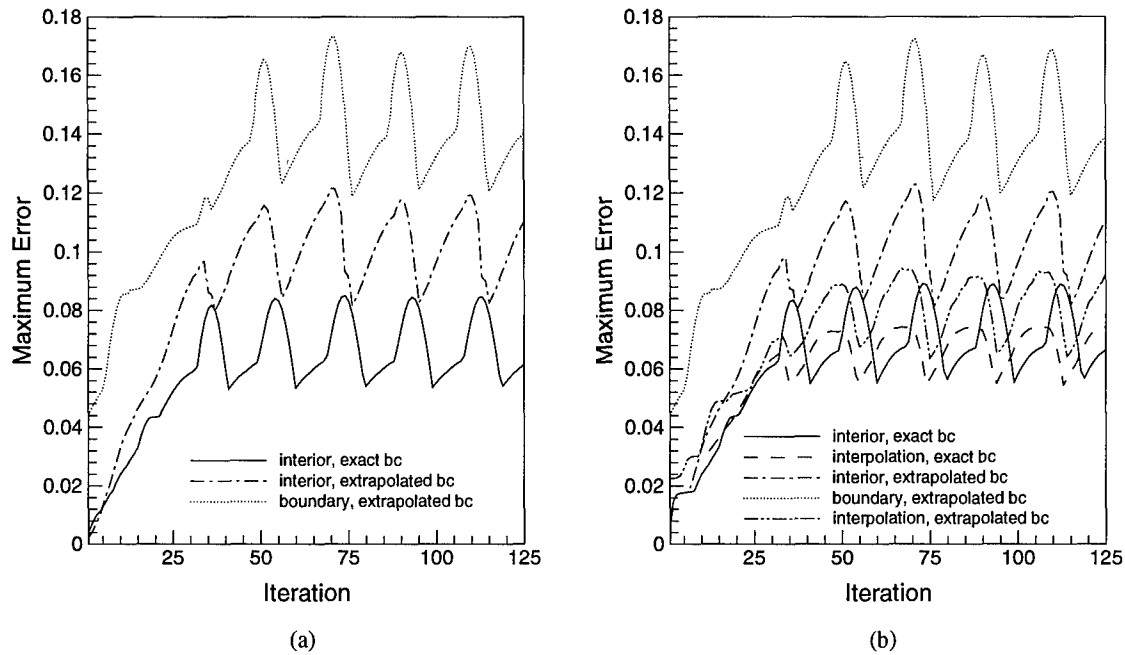 0.18
0.16
0.14
0.12
0.1
0.08
0.06
0.04
0.02
0
Maximum Error
interior, exact bc
interior, extrapolated bc
boundary, extrapolated bc
25
50
75
100
125
Iteration
(a)
0.18
0.16
0.14
0.12
0.1
0.08
0.06
0.04
0.02
0
Maximum Error
interior, exact bc
interpolation, exact bc
interior, extrapolated bc
boundary, extrapolated bc
interpolation, extrapolated bc
25
50
75
100
125
Iteration
(b)